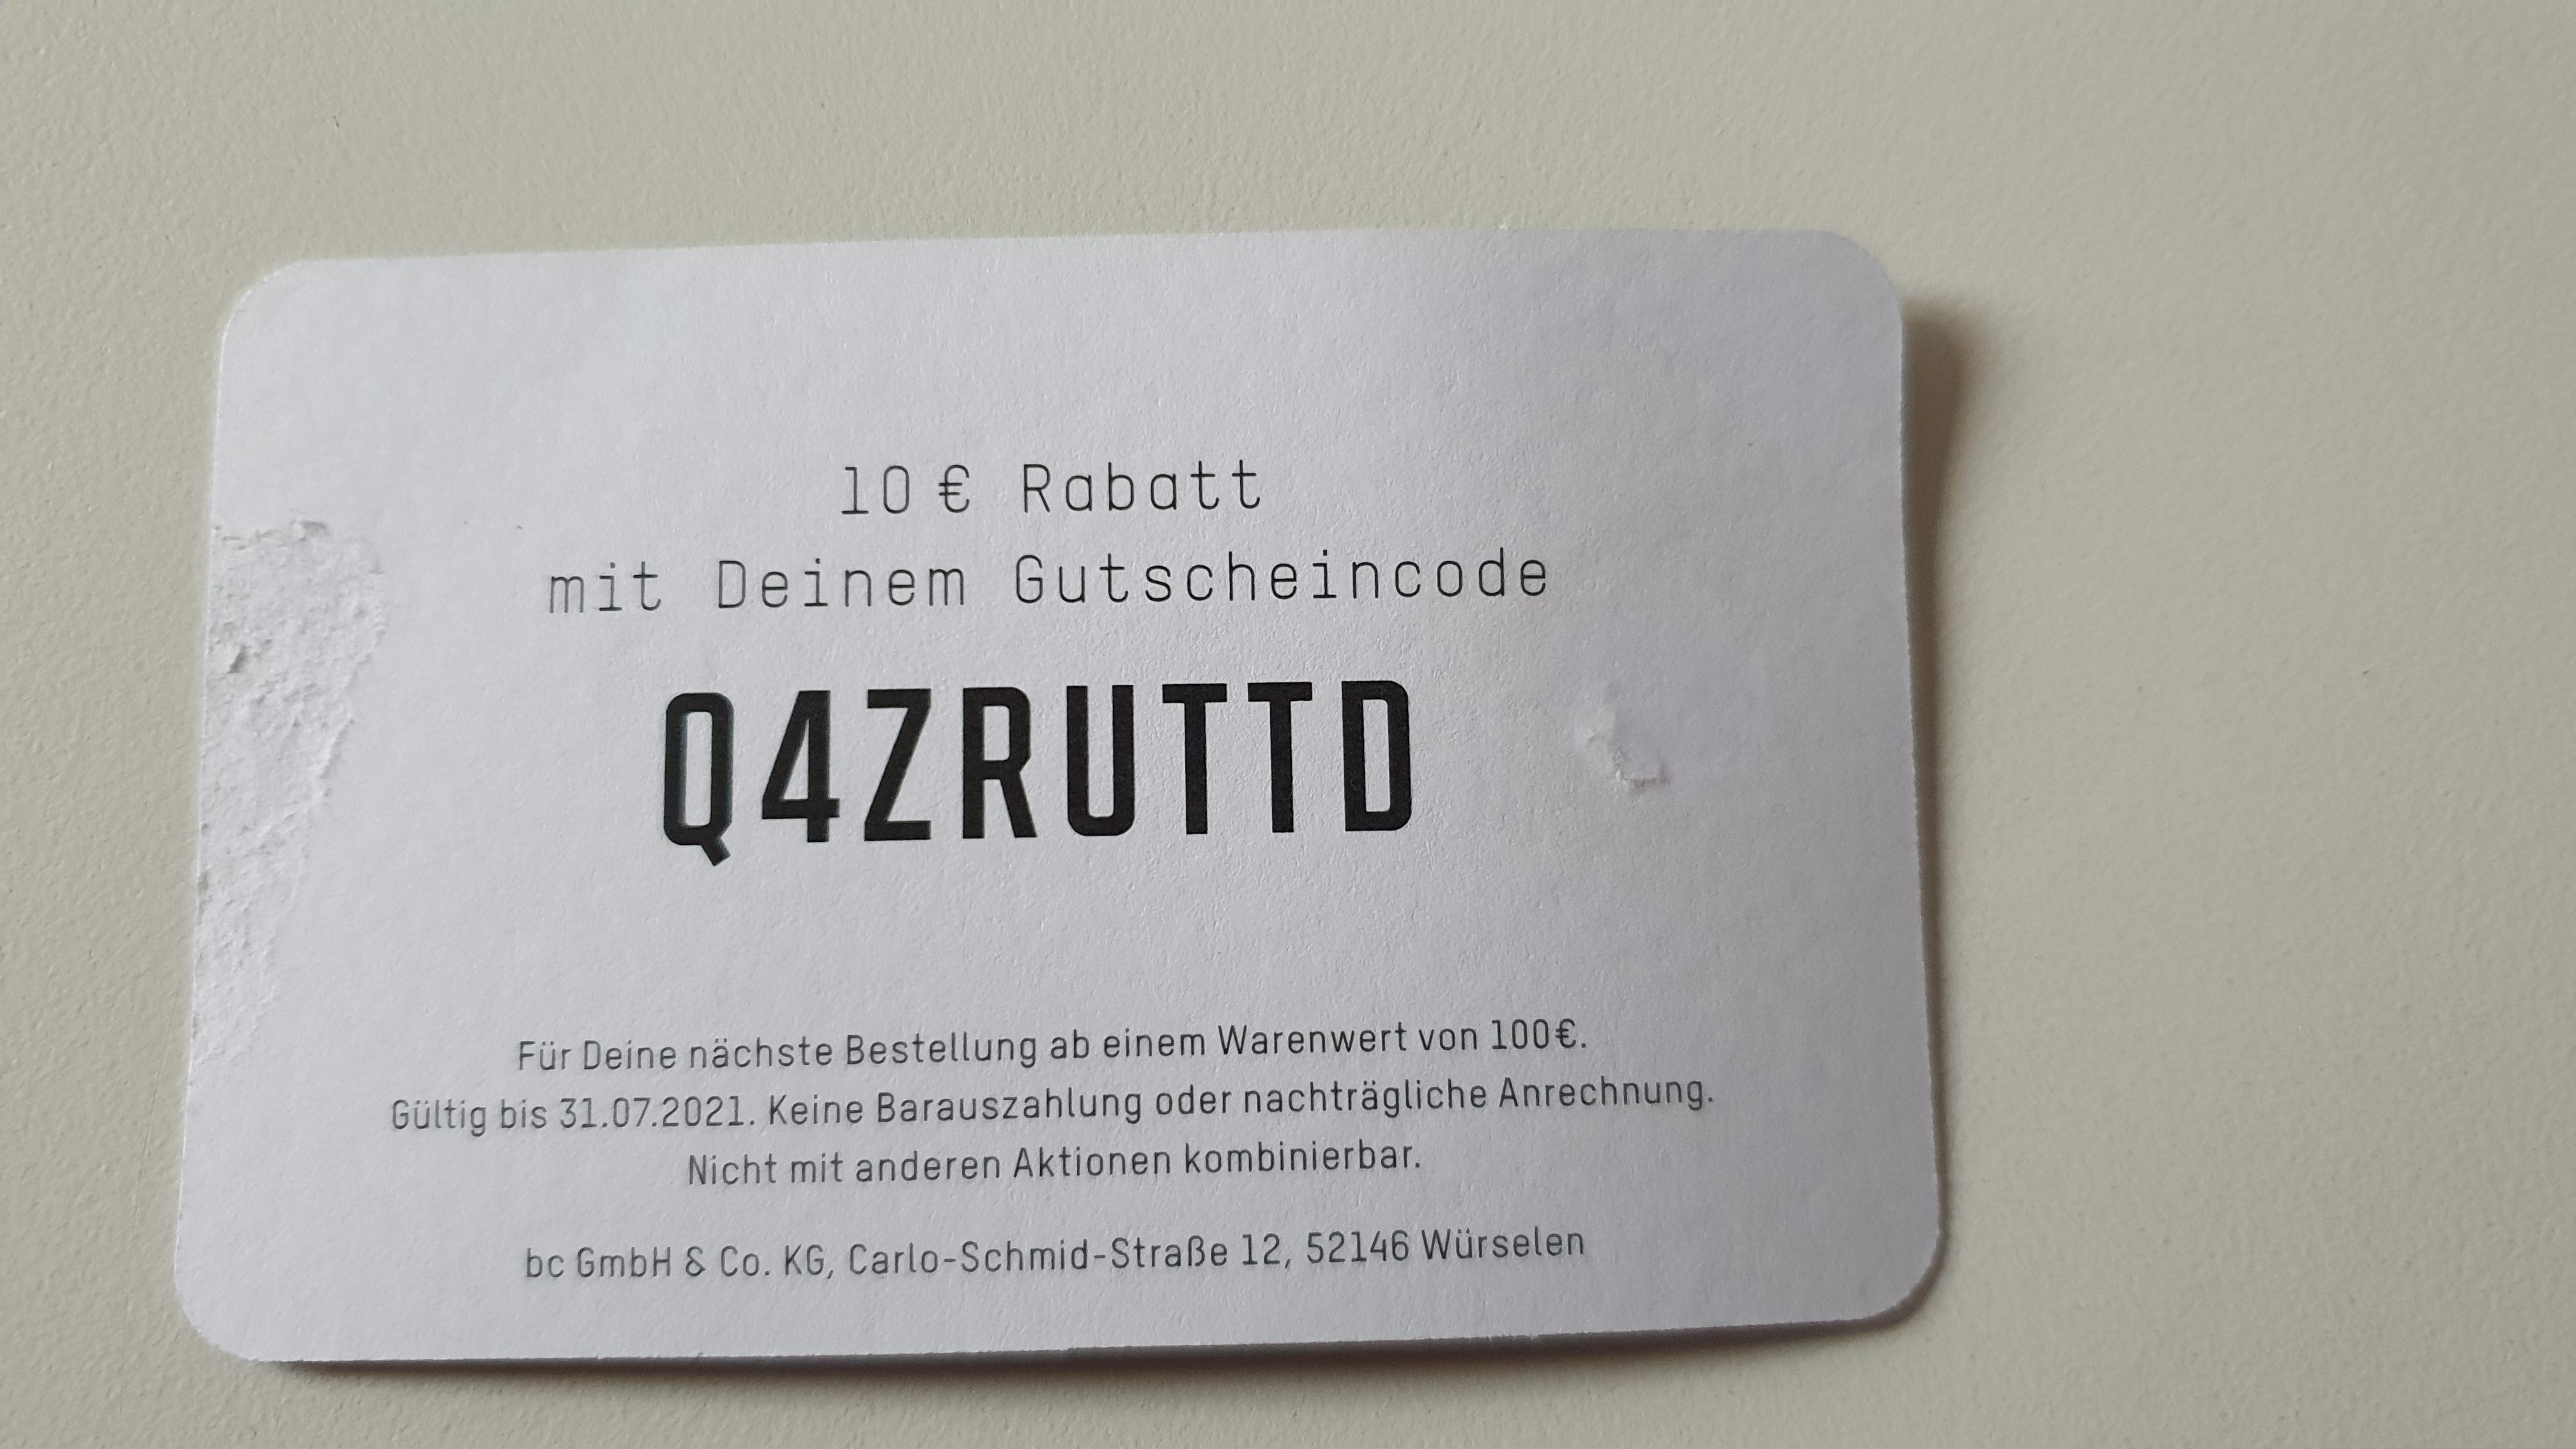 10 € Rabatt
mit Deinem Gutscheincode
Q4ZRUTTD
Für Deine nächste Bestellung ab einem Warenwert von 100€.
Gültig bis 31.07.2021. Keine Barauszahlung oder nachträgliche Anrechnung.
Nicht mit anderen Aktionen kombinierbar.
bc GmbH & Co. KG, Carlo-Schmid-Straße 12, 52146 Würselen